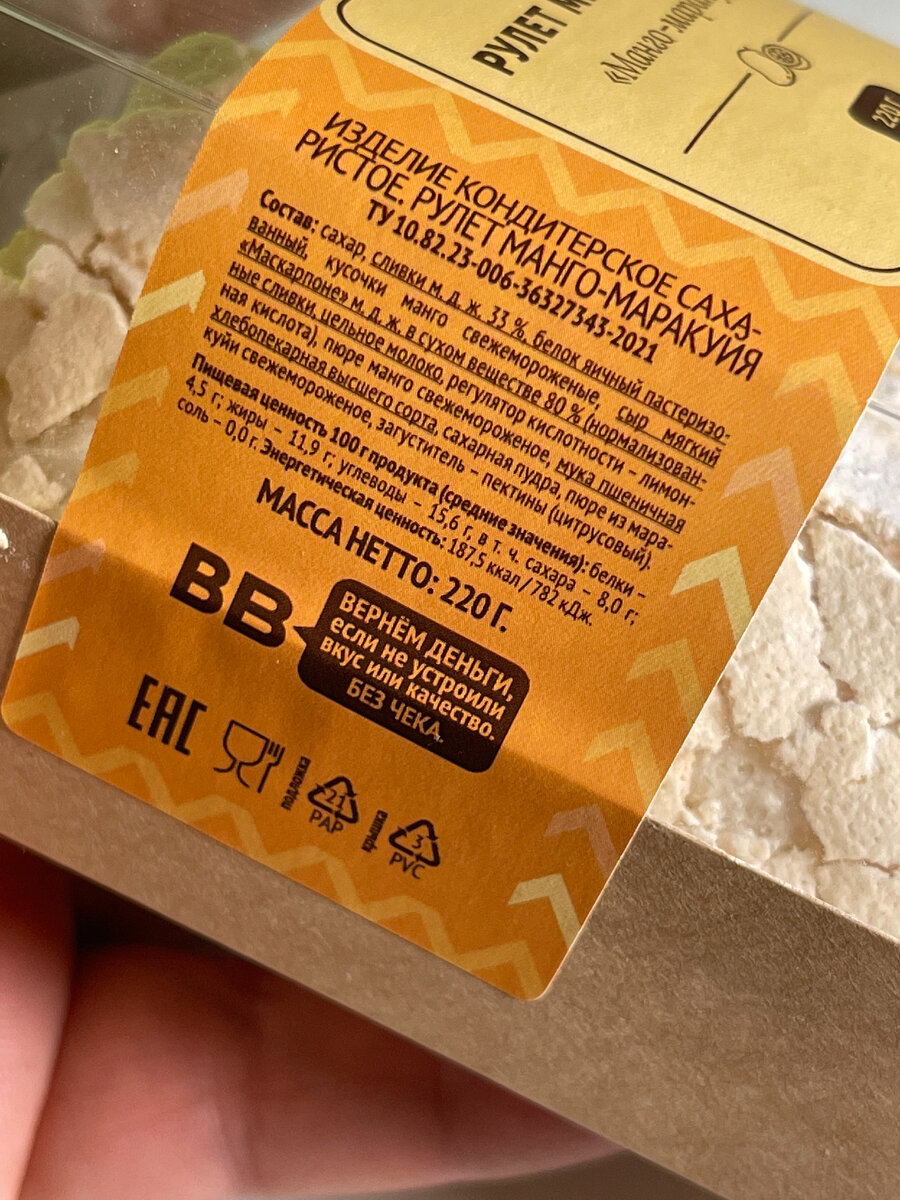 РУЛЕТ М
«Манго-мара
220 Г
ИЗДЕЛИЕ КОНДИТЕРСКОЕ САХА-
РИСТОЕ. РУЛЕТ МАНГО-МАРАКУЙЯ
ТУ 10.82.23-006-36327343-2021
Состав: сахар, сливки м. д. ж. 33 %, белок яичный пастеризо-
ванный, кусочки манго свежемороженые, сыр мягкий
«Маскарпоне» м. д. ж. в сухом веществе 80 % (нормализован-
ные сливки, цельное молоко, регулятор кислотности – лимон-
ная кислота), пюре манго свежемороженое, мука пшеничная
хлебопекарная высшего сорта, сахарная пудра, пюре из мара-
куйи свежемороженое, загуститель – пектины (цитрусовый).
Пищевая ценность 100 г продукта (средние значения): белки –
4,5 г; жиры – 11,9 г; углеводы – 15,6 г, в т. ч. сахара – 8,0 г;
соль – 0,0 г. Энергетическая ценность: 187,5 ккал / 782 кДж.
МАССА НЕТТО: 220 Г.
ВВ
ВЕРНЁМ ДЕНЬГИ,
если не устроили
вкус или качество.
БЕЗ ЧЕКА.
EAC
подложка
21
PAP
крышка
3
PVC